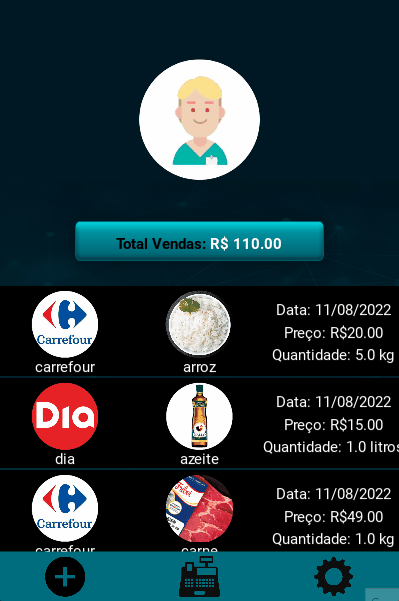 Total Vendas: R$ 110.00
Carrefour
carrefour
arroz
Data: 11/08/2022
Preço: R$20.00
Quantidade: 5.0 kg
Dia
dia
azeite
Data: 11/08/2022
Preço: R$15.00
Quantidade: 1.0 litros
Carrefour
carrefour
Friboi
carne
Data: 11/08/2022
Preço: R$49.00
Quantidade: 1.0 kg